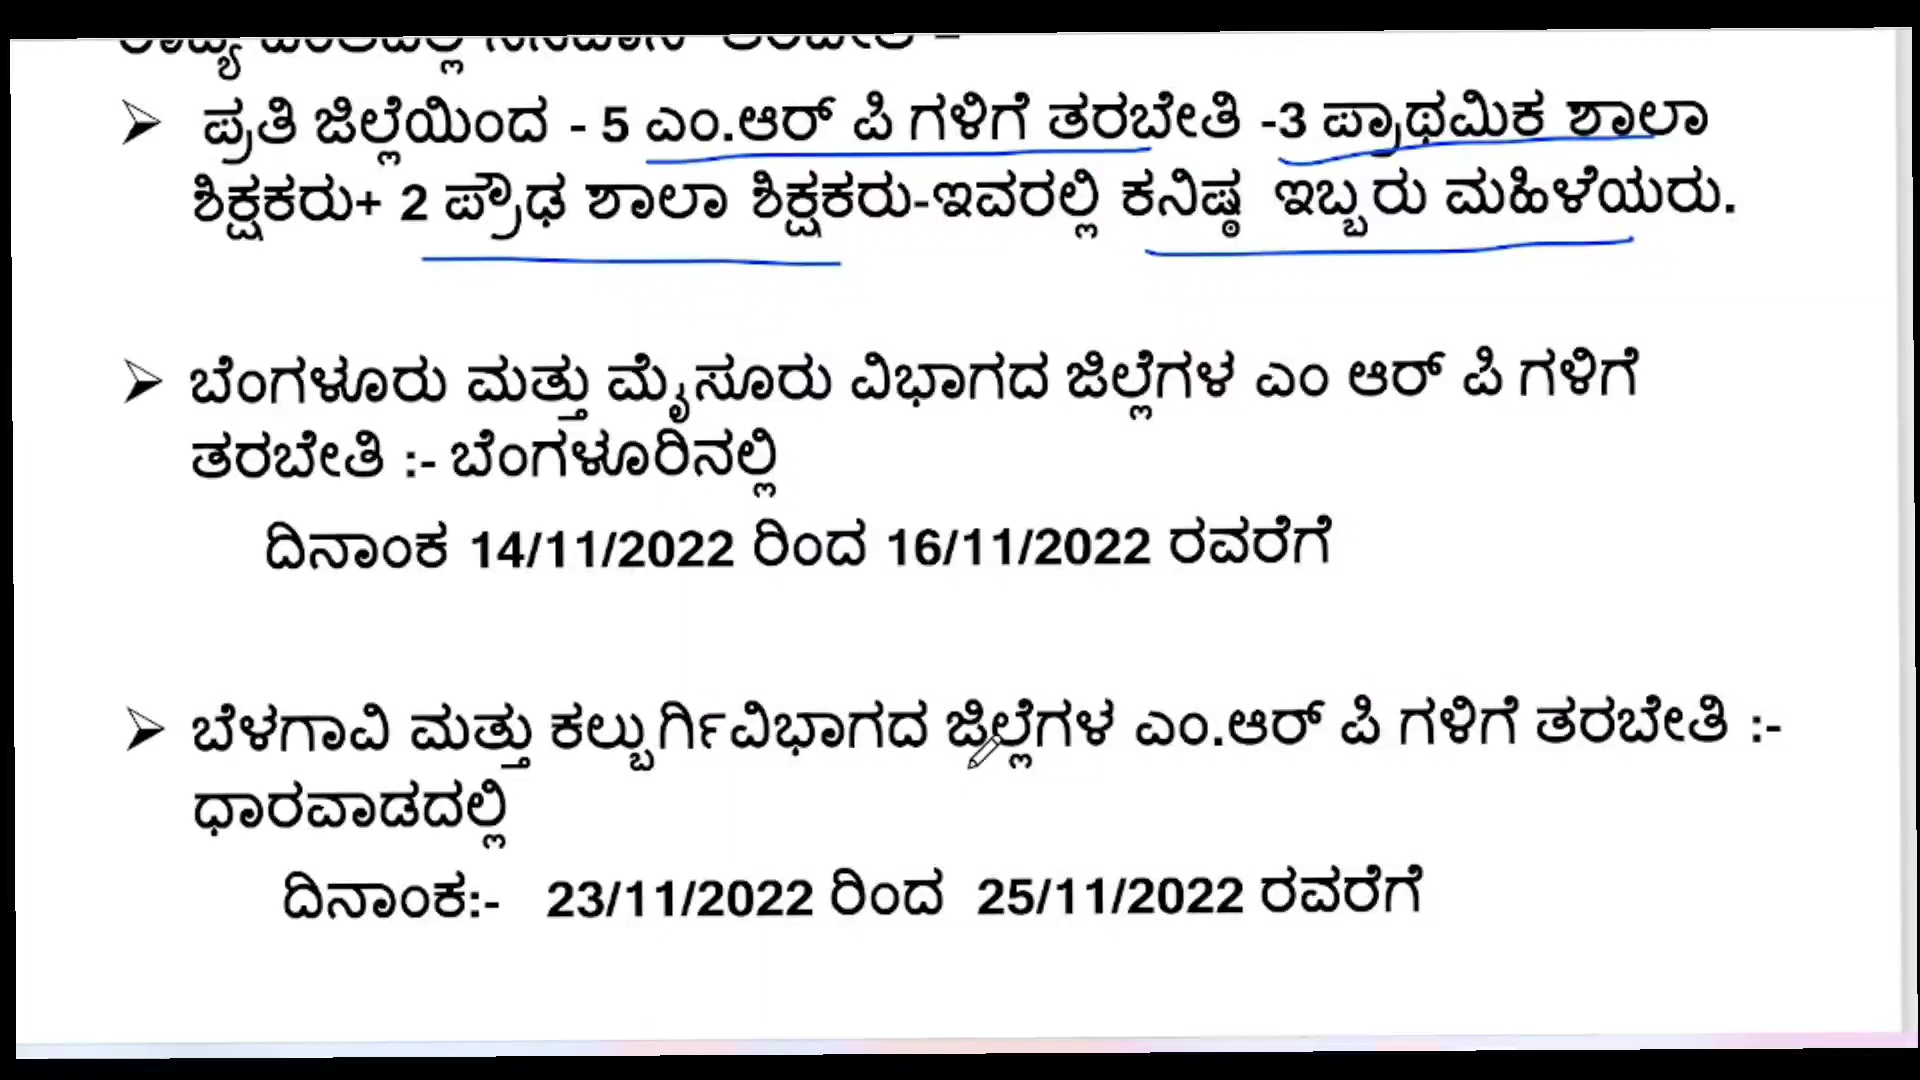 ಪ್ರತಿ ಜಿಲ್ಲೆಯಿಂದ - 5 ಎಂ.ಆರ್ ಪಿ ಗಳಿಗೆ ತರಬೇತಿ -3 ಪ್ರಾಥಮಿಕ ಶಾಲಾ
ಶಿಕ್ಷಕರು+ 2 ಪ್ರೌಢ ಶಾಲಾ ಶಿಕ್ಷಕರು-ಇವರಲ್ಲಿ ಕನಿಷ್ಠ ಇಬ್ಬರು ಮಹಿಳೆಯರು.
ಬೆಂಗಳೂರು ಮತ್ತು ಮೈಸೂರು ವಿಭಾಗದ ಜಿಲ್ಲೆಗಳ ಎಂ ಆರ್ ಪಿ ಗಳಿಗೆ
ತರಬೇತಿ :- ಬೆಂಗಳೂರಿನಲ್ಲಿ
ದಿನಾಂಕ 14/11/2022 ರಿಂದ 16/11/2022 ರವರೆಗೆ
ಬೆಳಗಾವಿ ಮತ್ತು ಕಲ್ಬುರ್ಗಿವಿಭಾಗದ ಜಿಲ್ಲೆಗಳ ಎಂ.ಆರ್ ಪಿ ಗಳಿಗೆ ತರಬೇತಿ :-
ಧಾರವಾಡದಲ್ಲಿ
ದಿನಾಂಕ:- 23/11/2022 ರಿಂದ 25/11/2022 ರವರೆಗೆ